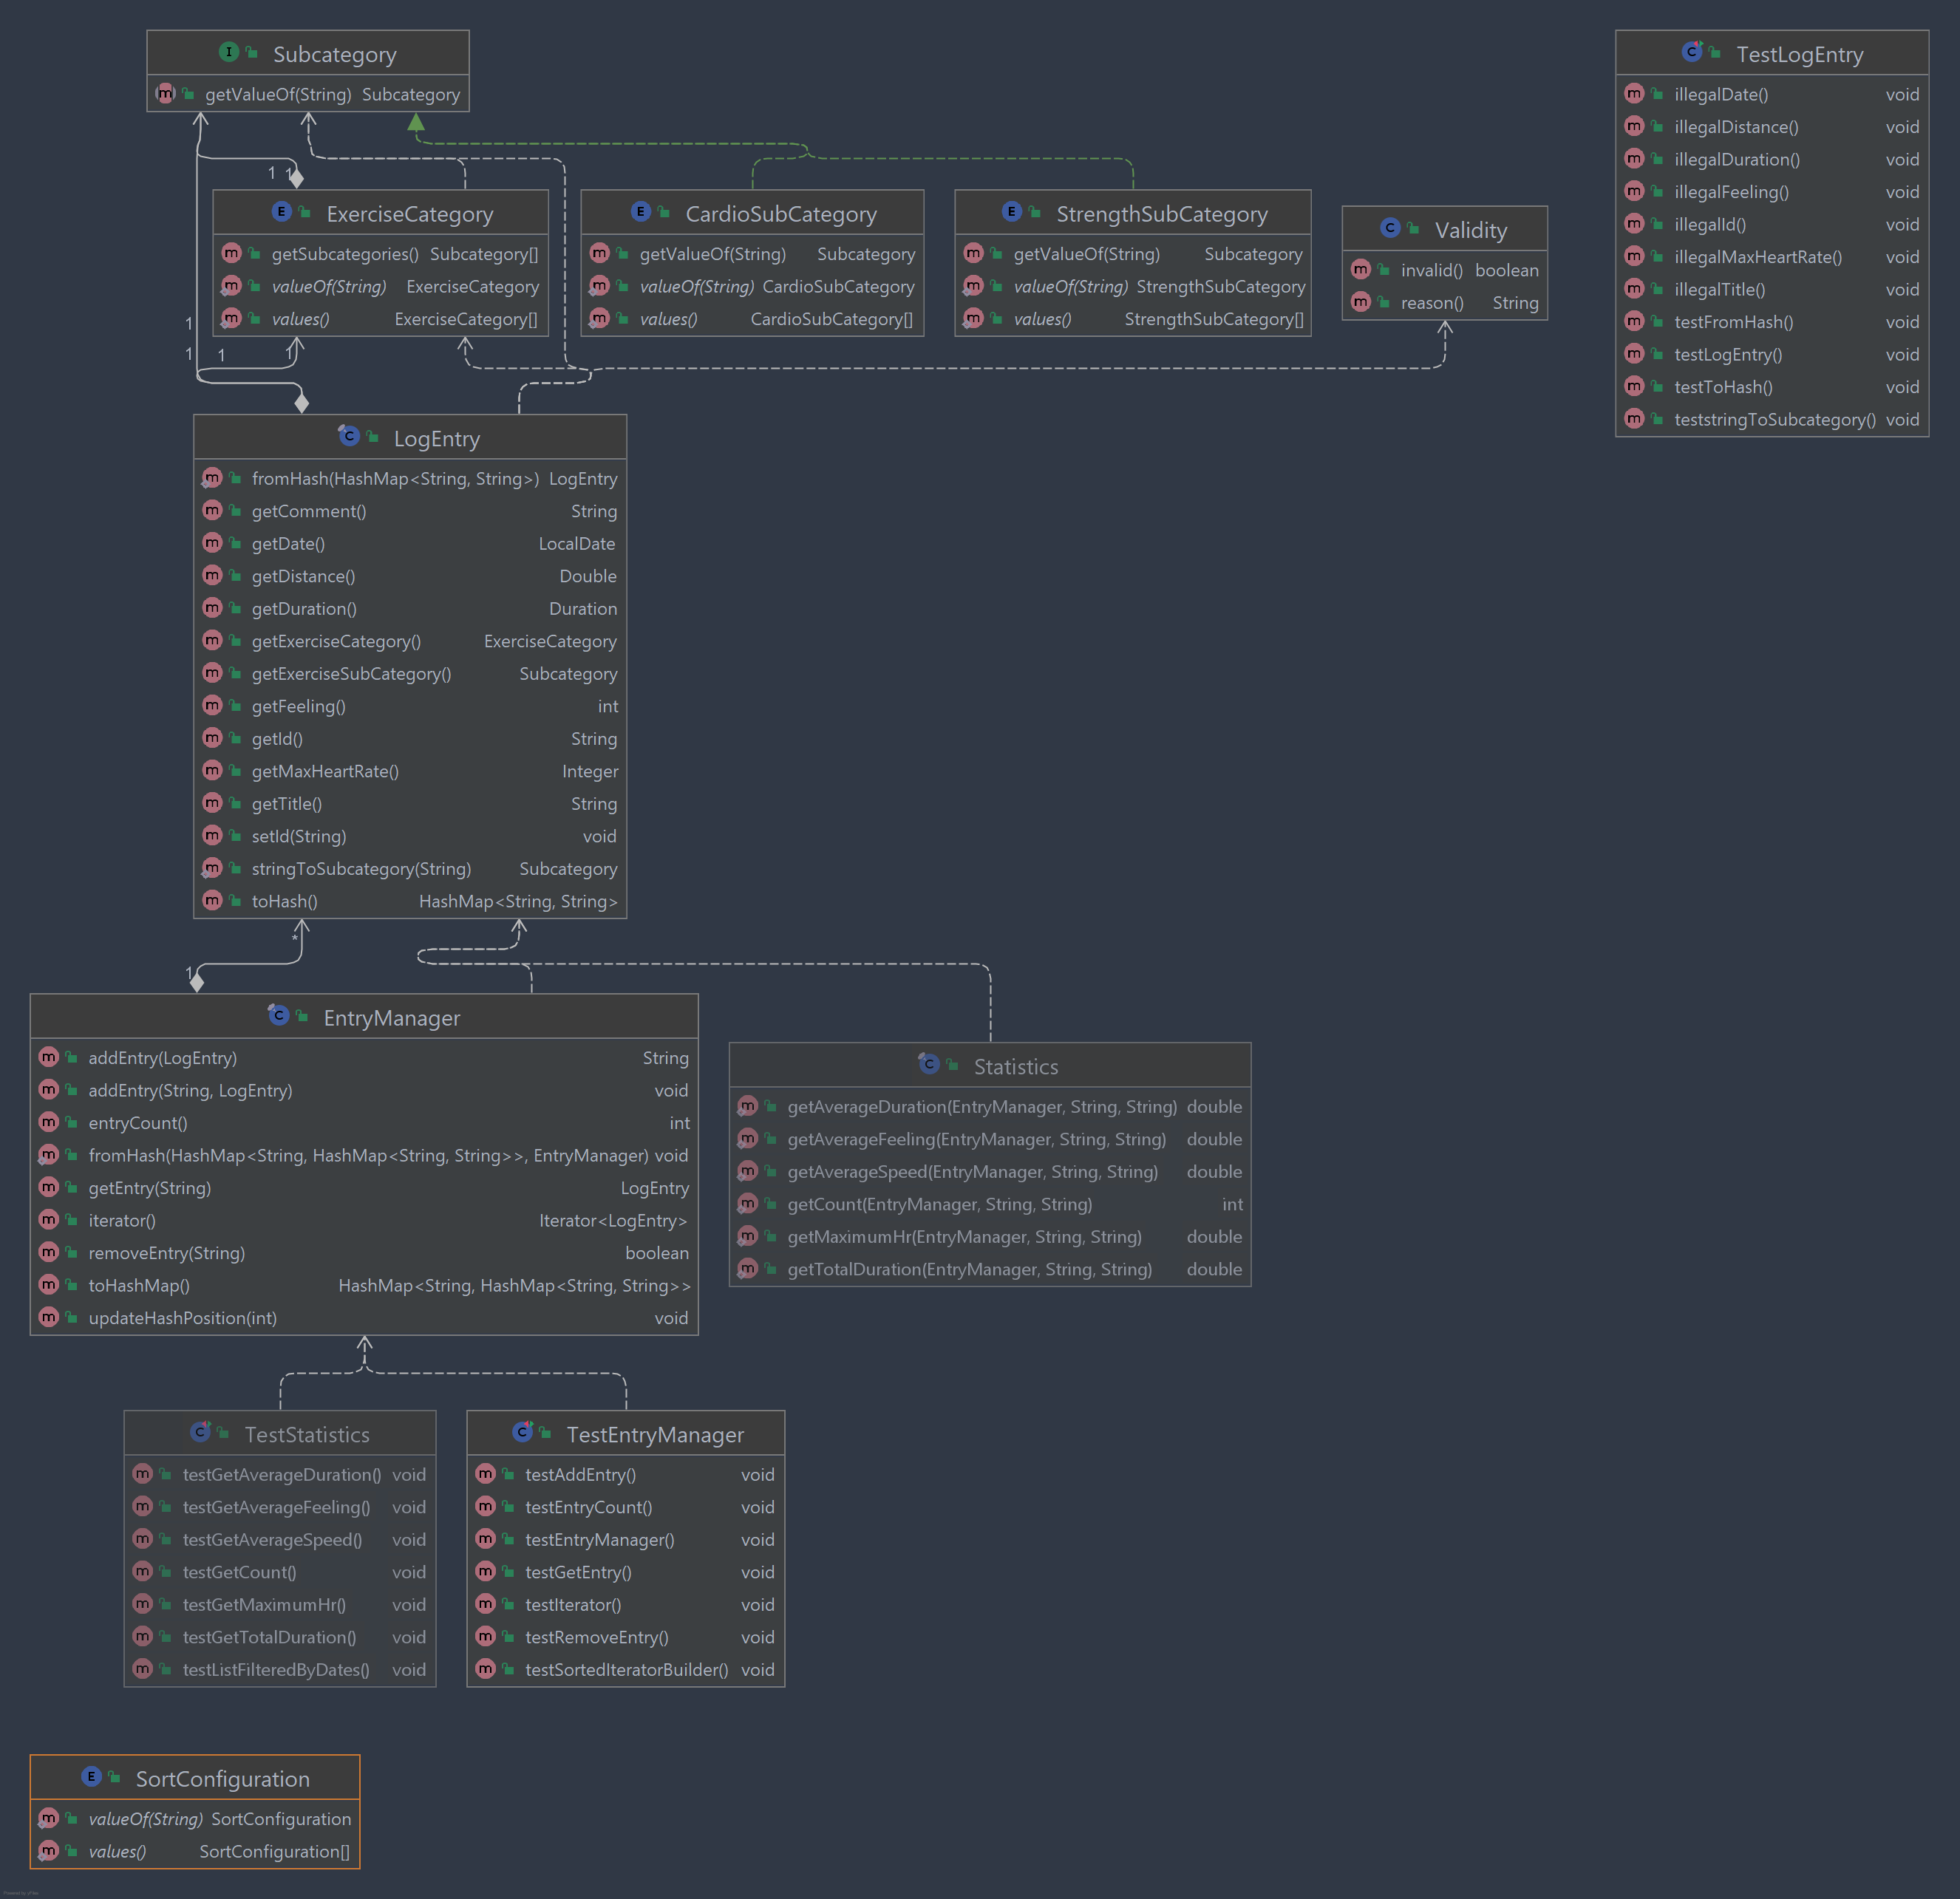 Subcategory
getValueOf(String) Subcategory
TestLogEntry
illegalDate() void
illegalDistance() void
illegalDuration() void
illegalFeeling() void
illegalId() void
illegalMaxHeartRate() void
illegalTitle() void
testFromHash() void
testLogEntry() void
testToHash() void
teststringToSubcategory() void
1 1
ExerciseCategory
getSubcategories() Subcategory[]
valueOf(String) ExerciseCategory
values() ExerciseCategory[]
CardioSubCategory
getValueOf(String) Subcategory
valueOf(String) CardioSubCategory
values() CardioSubCategory[]
StrengthSubCategory
getValueOf(String) Subcategory
valueOf(String) StrengthSubCategory
values() StrengthSubCategory[]
Validity
invalid() boolean
reason() String
1
1 1 1
LogEntry
fromHash(HashMap<String, String>) LogEntry
getComment() String
getDate() LocalDate
getDistance() Double
getDuration() Duration
getExerciseCategory() ExerciseCategory
getExerciseSubCategory() Subcategory
getFeeling() int
getId() String
getMaxHeartRate() Integer
getTitle() String
setId(String) void
stringToSubcategory(String) Subcategory
toHash() HashMap<String, String>
*
1
EntryManager
addEntry(LogEntry) String
addEntry(String, LogEntry) void
entryCount() int
fromHash(HashMap<String, HashMap<String, String>>, EntryManager) void
getEntry(String) LogEntry
iterator() Iterator<LogEntry>
removeEntry(String) boolean
toHashMap() HashMap<String, HashMap<String, String>>
updateHashPosition(int) void
Statistics
getAverageDuration(EntryManager, String, String) double
getAverageFeeling(EntryManager, String, String) double
getAverageSpeed(EntryManager, String, String) double
getCount(EntryManager, String, String) int
getMaximumHr(EntryManager, String, String) double
getTotalDuration(EntryManager, String, String) double
TestStatistics
testGetAverageDuration() void
testGetAverageFeeling() void
testGetAverageSpeed() void
testGetCount() void
testGetMaximumHr() void
testGetTotalDuration() void
testListFilteredByDates() void
TestEntryManager
testAddEntry() void
testEntryCount() void
testEntryManager() void
testGetEntry() void
testIterator() void
testRemoveEntry() void
testSortedIteratorBuilder() void
SortConfiguration
valueOf(String) SortConfiguration
values() SortConfiguration[]
Powered by yFiles